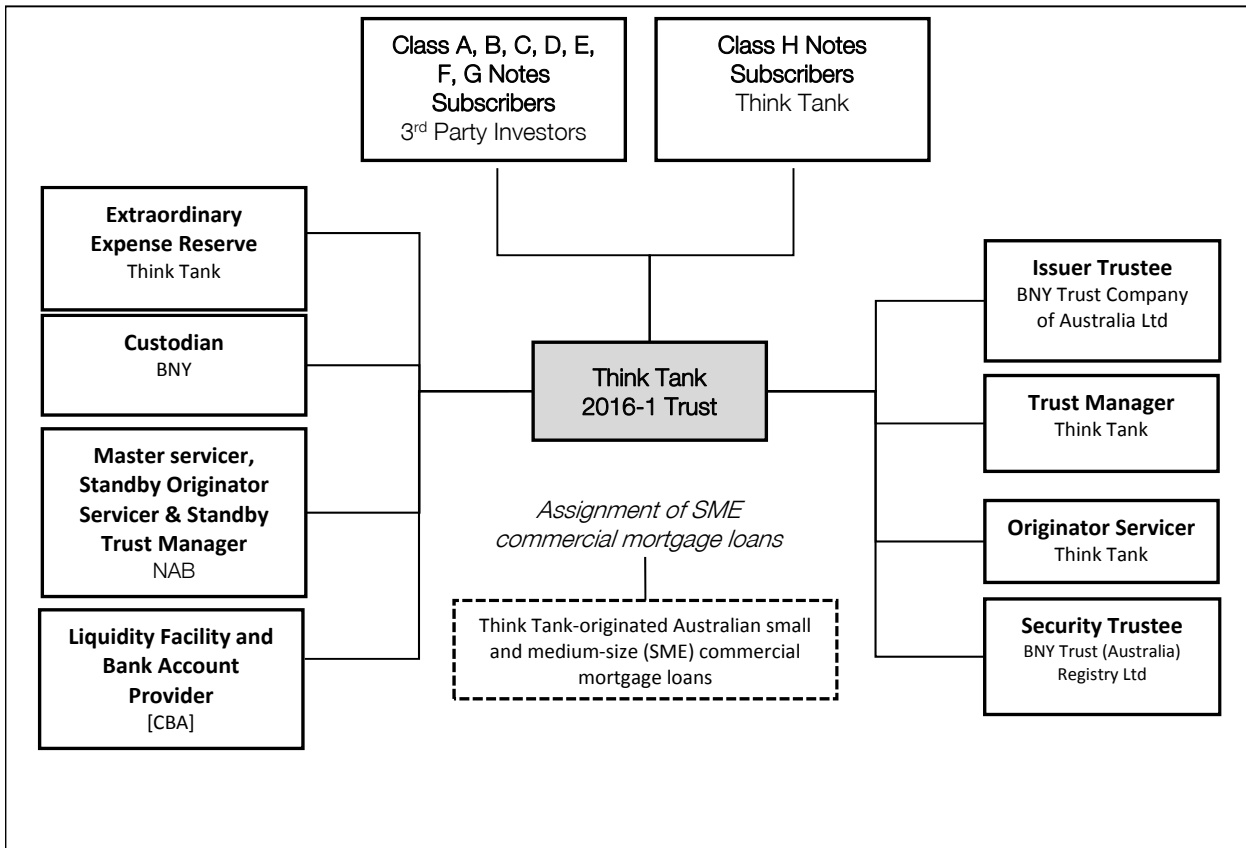 Class A, B, C, D, E,
F, G Notes
Subscribers
3rd Party Investors
Class H Notes
Subscribers
Think Tank
Extraordinary
Expense Reserve
Think Tank
Custodian
BNY
Master servicer,
Standby Originator
Servicer & Standby
Trust Manager
NAB
Liquidity Facility and
Bank Account
Provider
[CBA]
Think Tank
2016-1 Trust
Assignment of SME
commercial mortgage loans
Think Tank-originated Australian small
and medium-size (SME) commercial
mortgage loans
Issuer Trustee
BNY Trust Company
of Australia Ltd
Trust Manager
Think Tank
Originator Servicer
Think Tank
Security Trustee
BNY Trust (Australia)
Registry Ltd